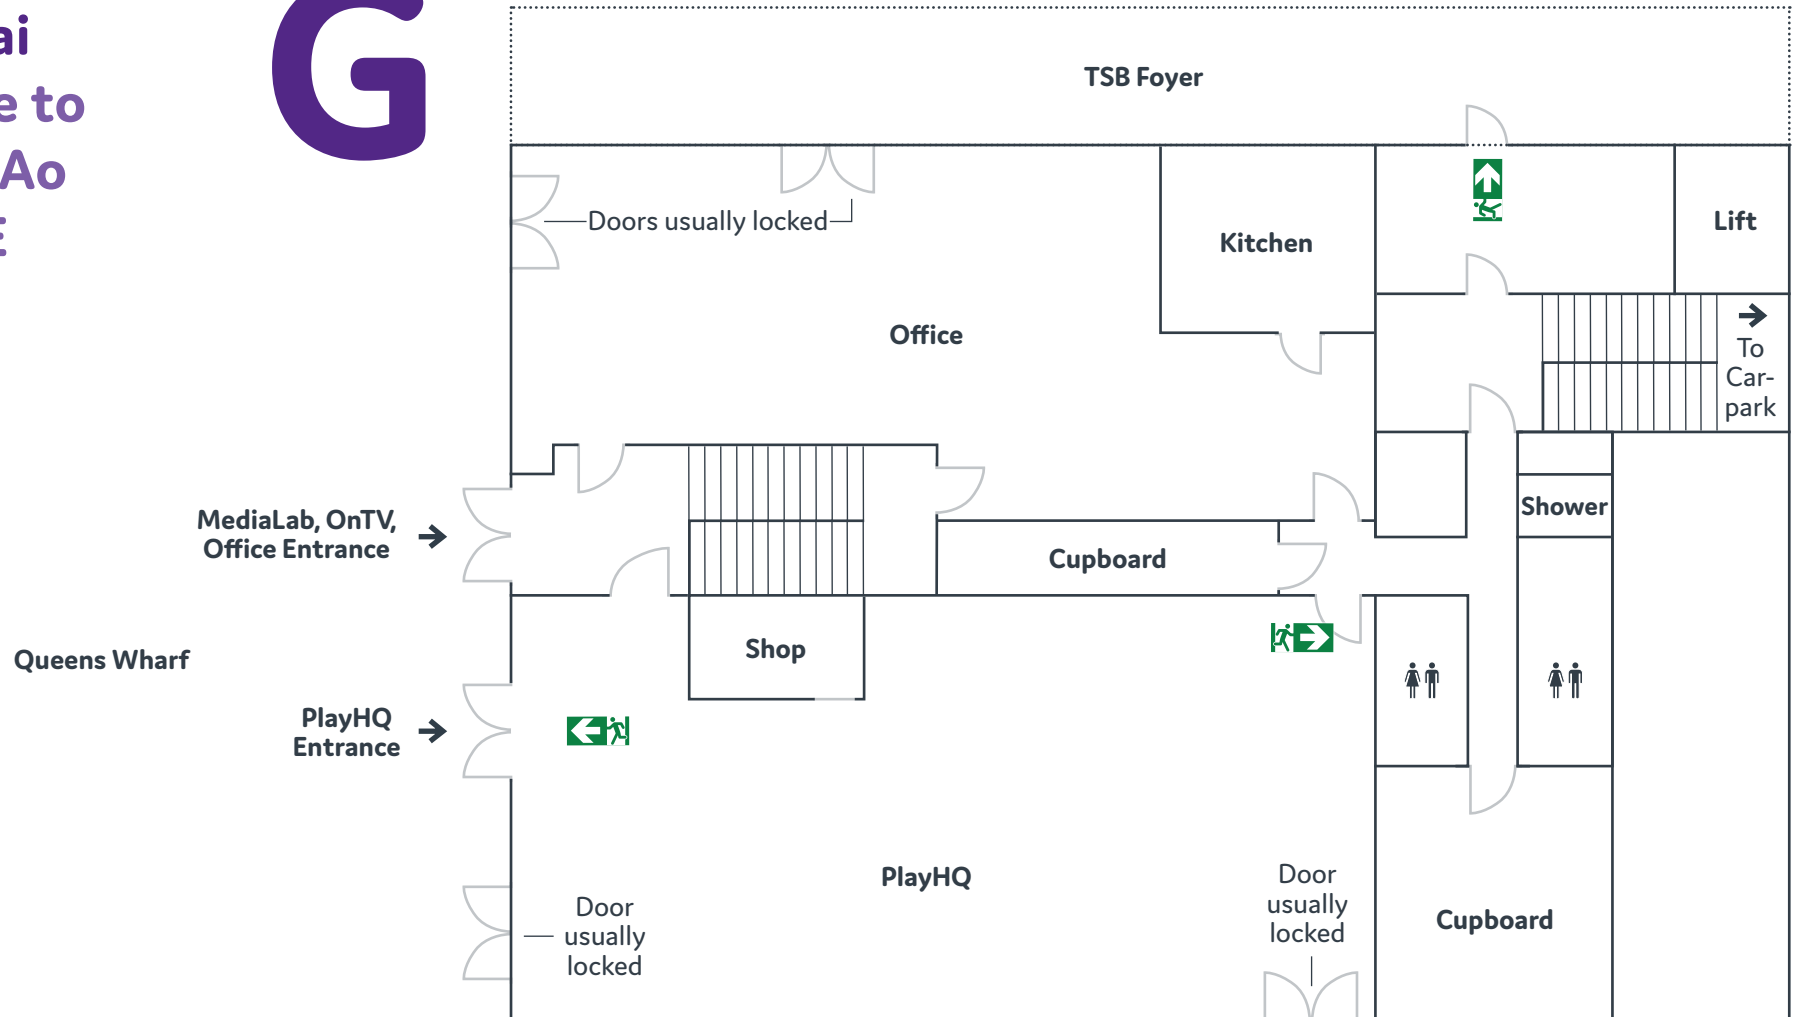 ai
e to
Ao
E
G
TSB Foyer
Doors usually locked
Kitchen
Lift
Office
To
Car-
park
MediaLab, OnTV,
Office Entrance
Cupboard
Shower
Shop
Queens Wharf
PlayHQ
Entrance
PlayHQ
Door
usually
locked
Door
usually
locked
Cupboard